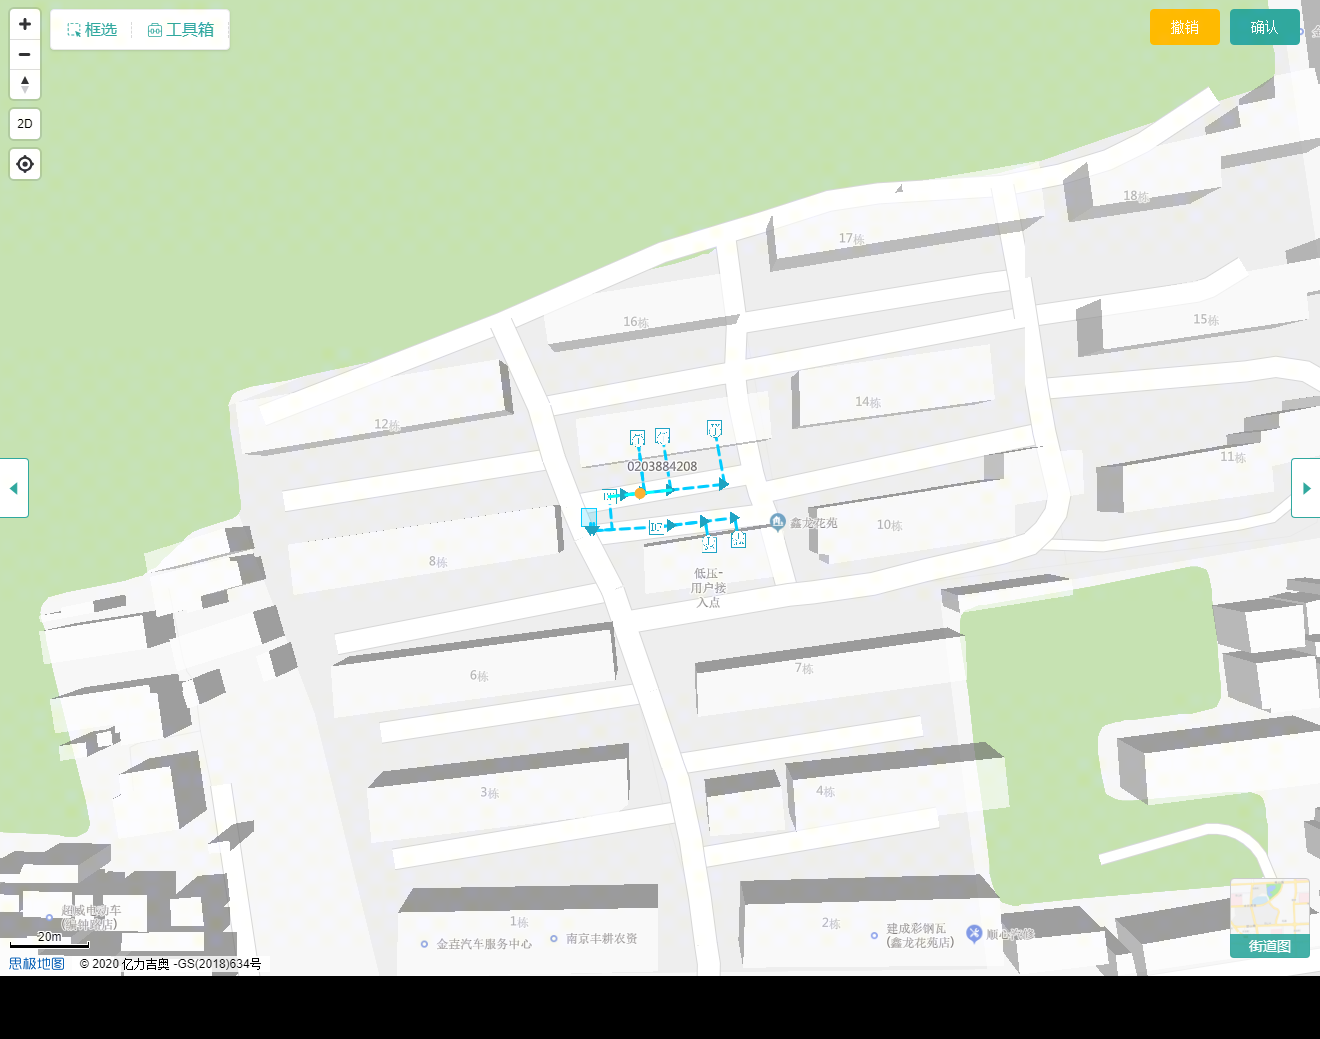 框选
工具箱
撤销
确认
2D
18栋
17栋
16栋
15栋
14栋
12栋
11栋
10栋
0203884208
鑫龙花苑
8栋
低压-
用户接
入点
7栋
6栋
4栋
3栋
2栋
1栋
超威电动车
金垚汽车服务中心
南京丰耕农资
建成彩钢瓦
(鑫龙花苑店)
顺心汽修
20m
思极地图
© 2020 亿力吉奥 -GS(2018)634号
街道图